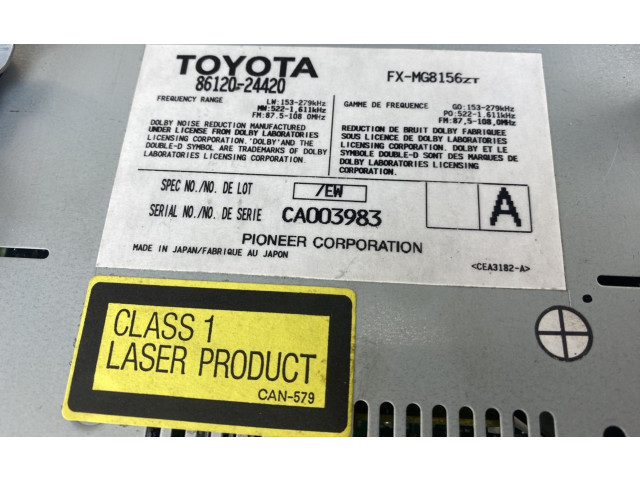 TOYOTA
86120-24420
FX-MG8156ZT
FREQUENCY RANGE
LW:153-279kHz
MW:522-1,611kHz
FM:87.5-108.0MHz
GAMME DE FREQUENCE
GO:153-279kHz
PO:522-1,611kHz
FM:87,5-108,0MHz
DOLBY NOISE REDUCTION MANUFACTURED
UNDER LICENSE FROM DOLBY LABORATORIES
LICENSING CORPORATION. 'DOLBY'AND THE
DOUBLE-D SYMBOL ARE TRADEMARKS OF DOLBY
LABORATORIES LICENSING CORPORATION.
REDUCTION DE BRUIT DOLBY FABRIQUEE
SOUS LICENCE DE DOLBY LABORATORIES
LICENSING CORPORATION. DOLBY ET LE
SYMBOLE DOUBLE-D SONT DES MARQUES DE
DOLBY LABORATORIES LICENSING
CORPORATION.
SPEC NO./NO. DE LOT /EW
SERIAL NO./NO. DE SERIE CA003983
A
PIONEER CORPORATION
MADE IN JAPAN/FABRIQUE AU JAPON
<CEA3182-A>
CLASS 1
LASER PRODUCT
CAN-579